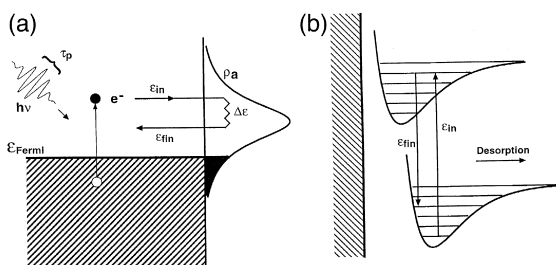 (a)
τp
hν
e-
εin
Δε
εfin
ρa
εFermi
(b)
εfin
εin
Desorption